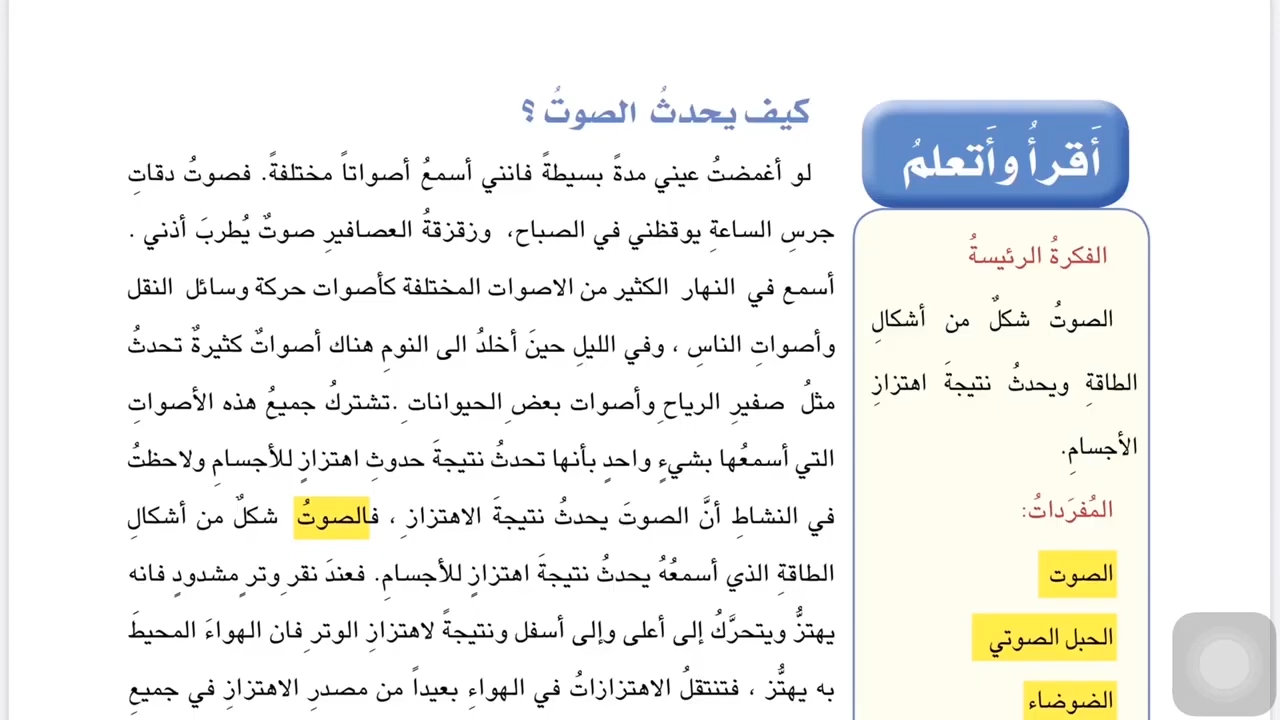 أَقرأُ وأَتعلمُ
الفكرةُ الرئيسةُ
الصوتُ شكلٌ من أشكالِ
الطاقةِ ويحدثُ نتيجةَ اهتزازِ
الأجسامِ.
المُفرَداتُ:
الصوت
الحبل الصوتي
الضوضاء
كيف يحدثُ الصوتُ ؟
لو أغمضتُ عيني مدةً بسيطةً فانني أسمعُ أصواتاً مختلفةً. فصوتُ دقاتِ
جرسِ الساعةِ يوقظني في الصباح، وزقزقةُ العصافيرِ صوتٌ يُطربَ أذني .
أسمع في النهار الكثير من الاصوات المختلفة كأصوات حركة وسائل النقل
وأصواتِ الناسِ ، وفي الليلِ حينَ أخلدُ الى النومِ هناك أصواتٌ كثيرةٌ تحدثُ
مثلُ صفيرِ الرياحِ وأصوات بعضِ الحيواناتِ .تشتركُ جميعُ هذه الأصواتِ
التي أسمعُها بشيءٍ واحدٍ بأنها تحدثُ نتيجةَ حدوثِ اهتزازٍ للأجسامِ ولاحظتُ
في النشاطِ أنَّ الصوتَ يحدثُ نتيجةَ الاهتزازِ ، فالصوتُ شكلٌ من أشكالِ
الطاقةِ الذي أسمعُهُ يحدثُ نتيجةَ اهتزازٍ للأجسامِ. فعندَ نقرِ وترٍ مشدودٍ فانه
يهتزُّ ويتحرَّكُ إلى أعلى وإلى أسفل ونتيجةً لاهتزازِ الوترِ فان الهواءَ المحيطَ
به يهتُّز ، فتنتقلُ الاهتزازاتُ في الهواءِ بعيداً من مصدرِ الاهتزازِ في جميعِ